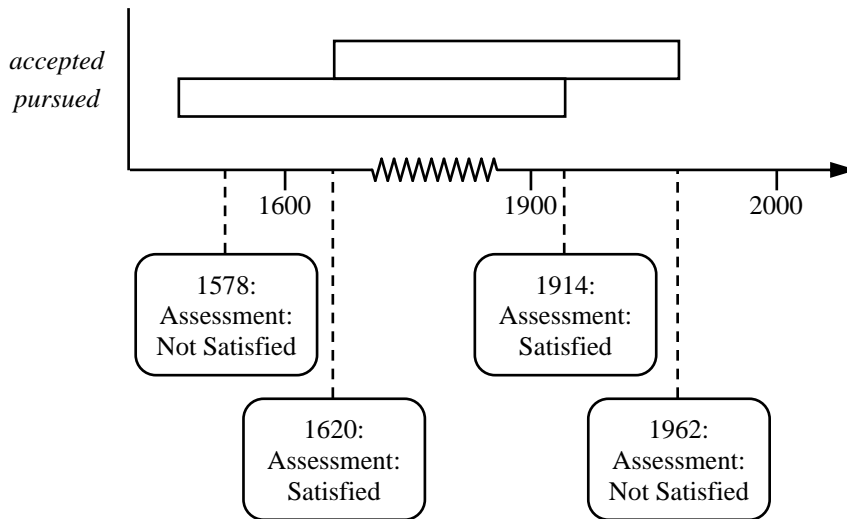 accepted
pursued
1600
1900
2000
1578:
Assessment:
Not Satisfied
1914:
Assessment:
Satisfied
1620:
Assessment:
Satisfied
1962:
Assessment:
Not Satisfied